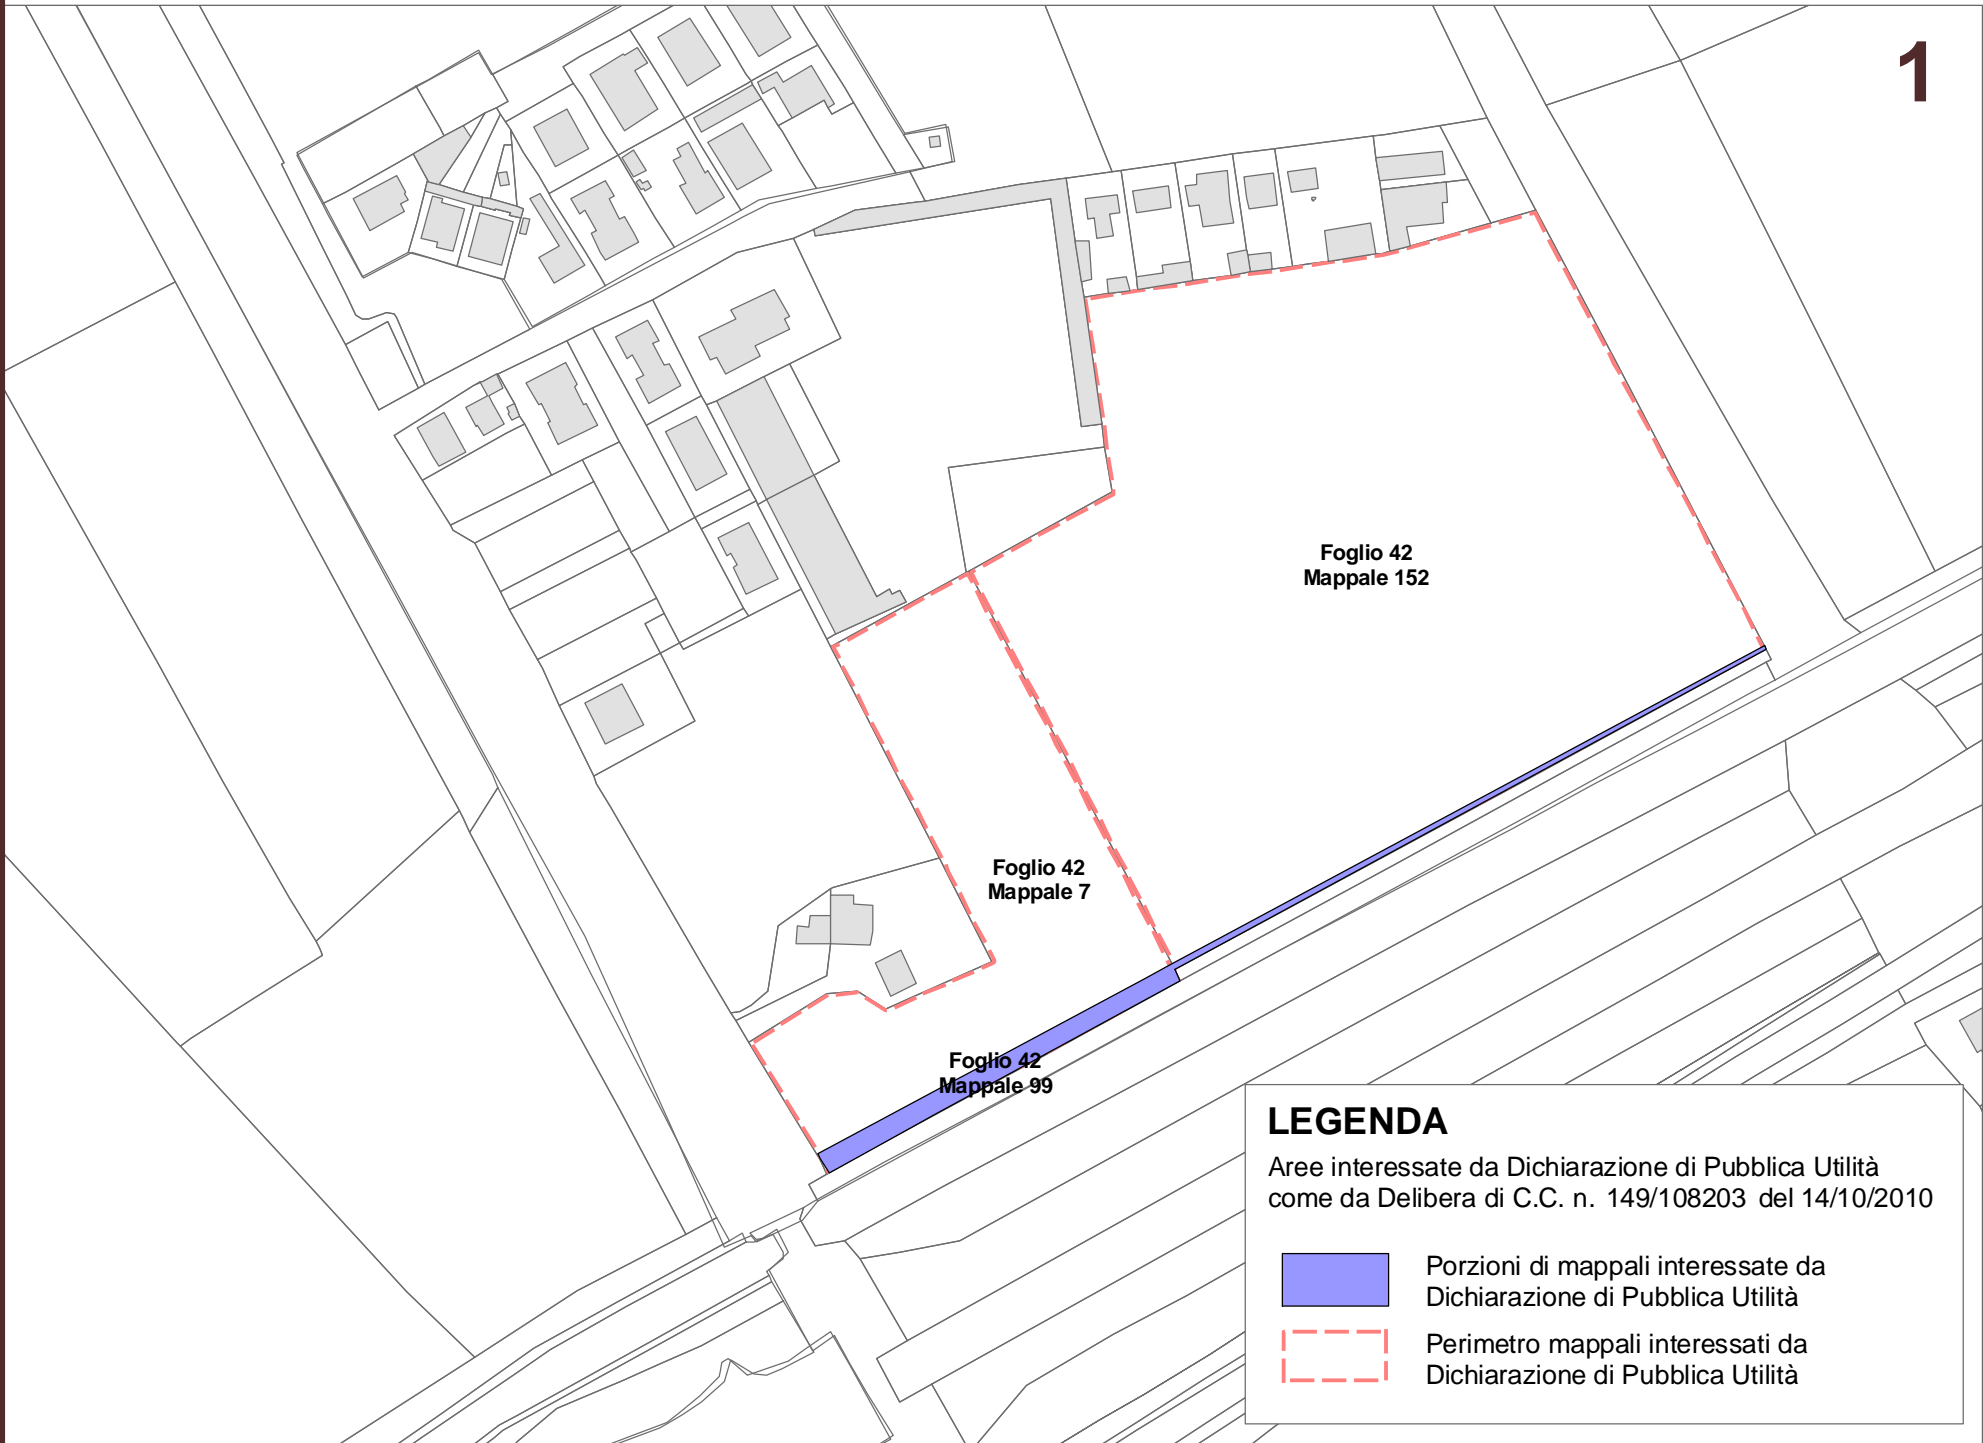 1
Foglio 42
Mappale 152
Foglio 42
Mappale 7
Foglio 42
Mappale 99
LEGENDA
Aree interessate da Dichiarazione di Pubblica Utilità
come da Delibera di C.C. n. 149/108203 del 14/10/2010
Porzioni di mappali interessate da
Dichiarazione di Pubblica Utilità
Perimetro mappali interessati da
Dichiarazione di Pubblica Utilità